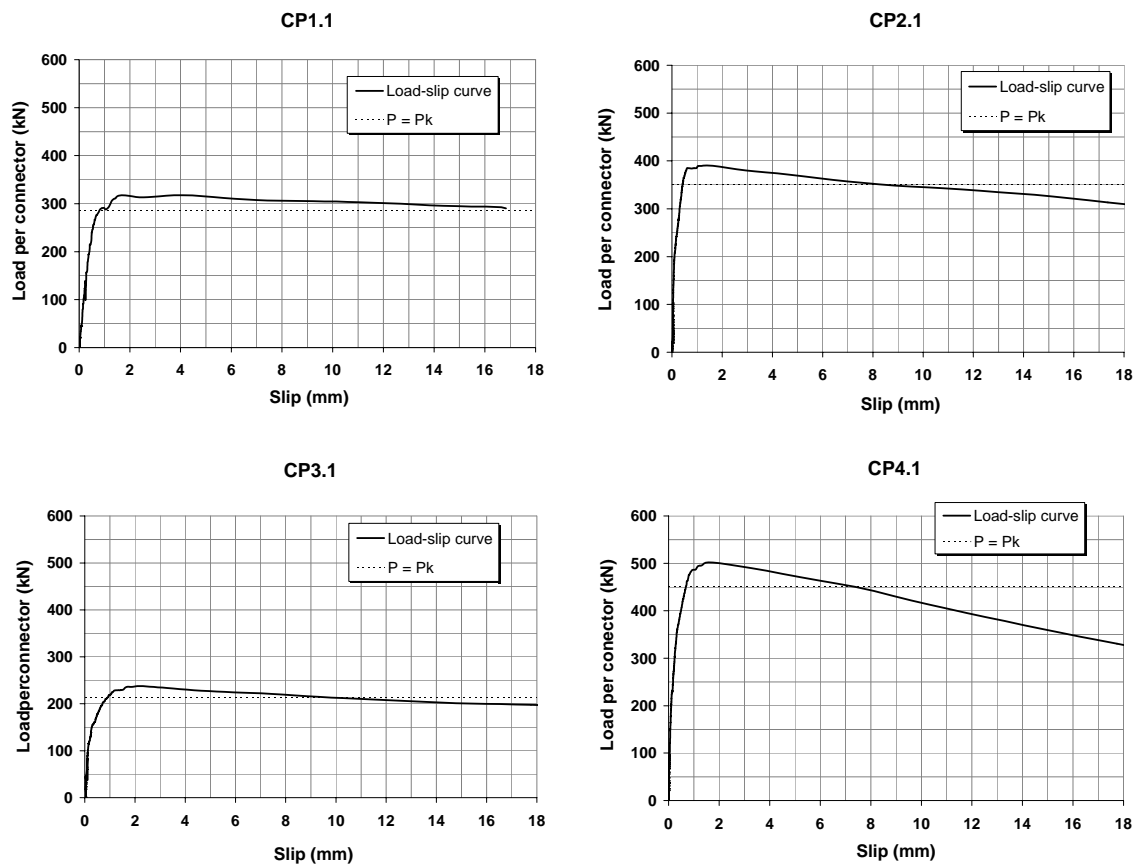 CP1.1
600
500
400
300
200
100
0
Load per connector (kN)
Load-slip curve
P = Pk
0 2 4 6 8 10 12 14 16 18
Slip (mm)
CP2.1
600
500
400
300
200
100
0
Load per connector (kN)
Load-slip curve
P = Pk
0 2 4 6 8 10 12 14 16 18
Slip (mm)
CP3.1
600
500
400
300
200
100
0
Loadperconnector (kN)
Load-slip curve
P = Pk
0 2 4 6 8 10 12 14 16 18
Slip (mm)
CP4.1
600
500
400
300
200
100
0
Load per conector (kN)
Load-slip curve
P = Pk
0 2 4 6 8 10 12 14 16 18
Slip (mm)